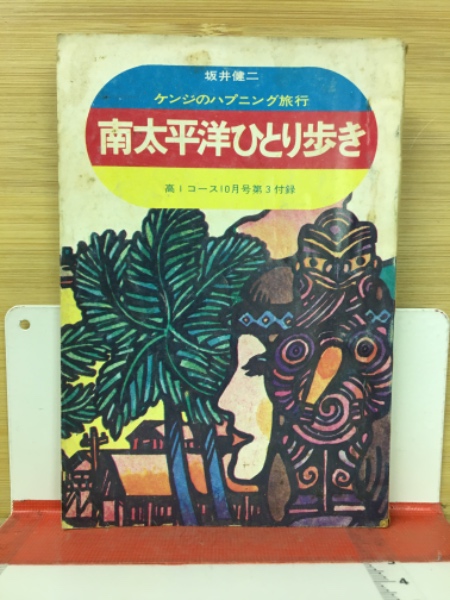 坂井健二
ケンジのハプニング旅行
南太平洋ひとり歩き
高1コース10月号第3付録